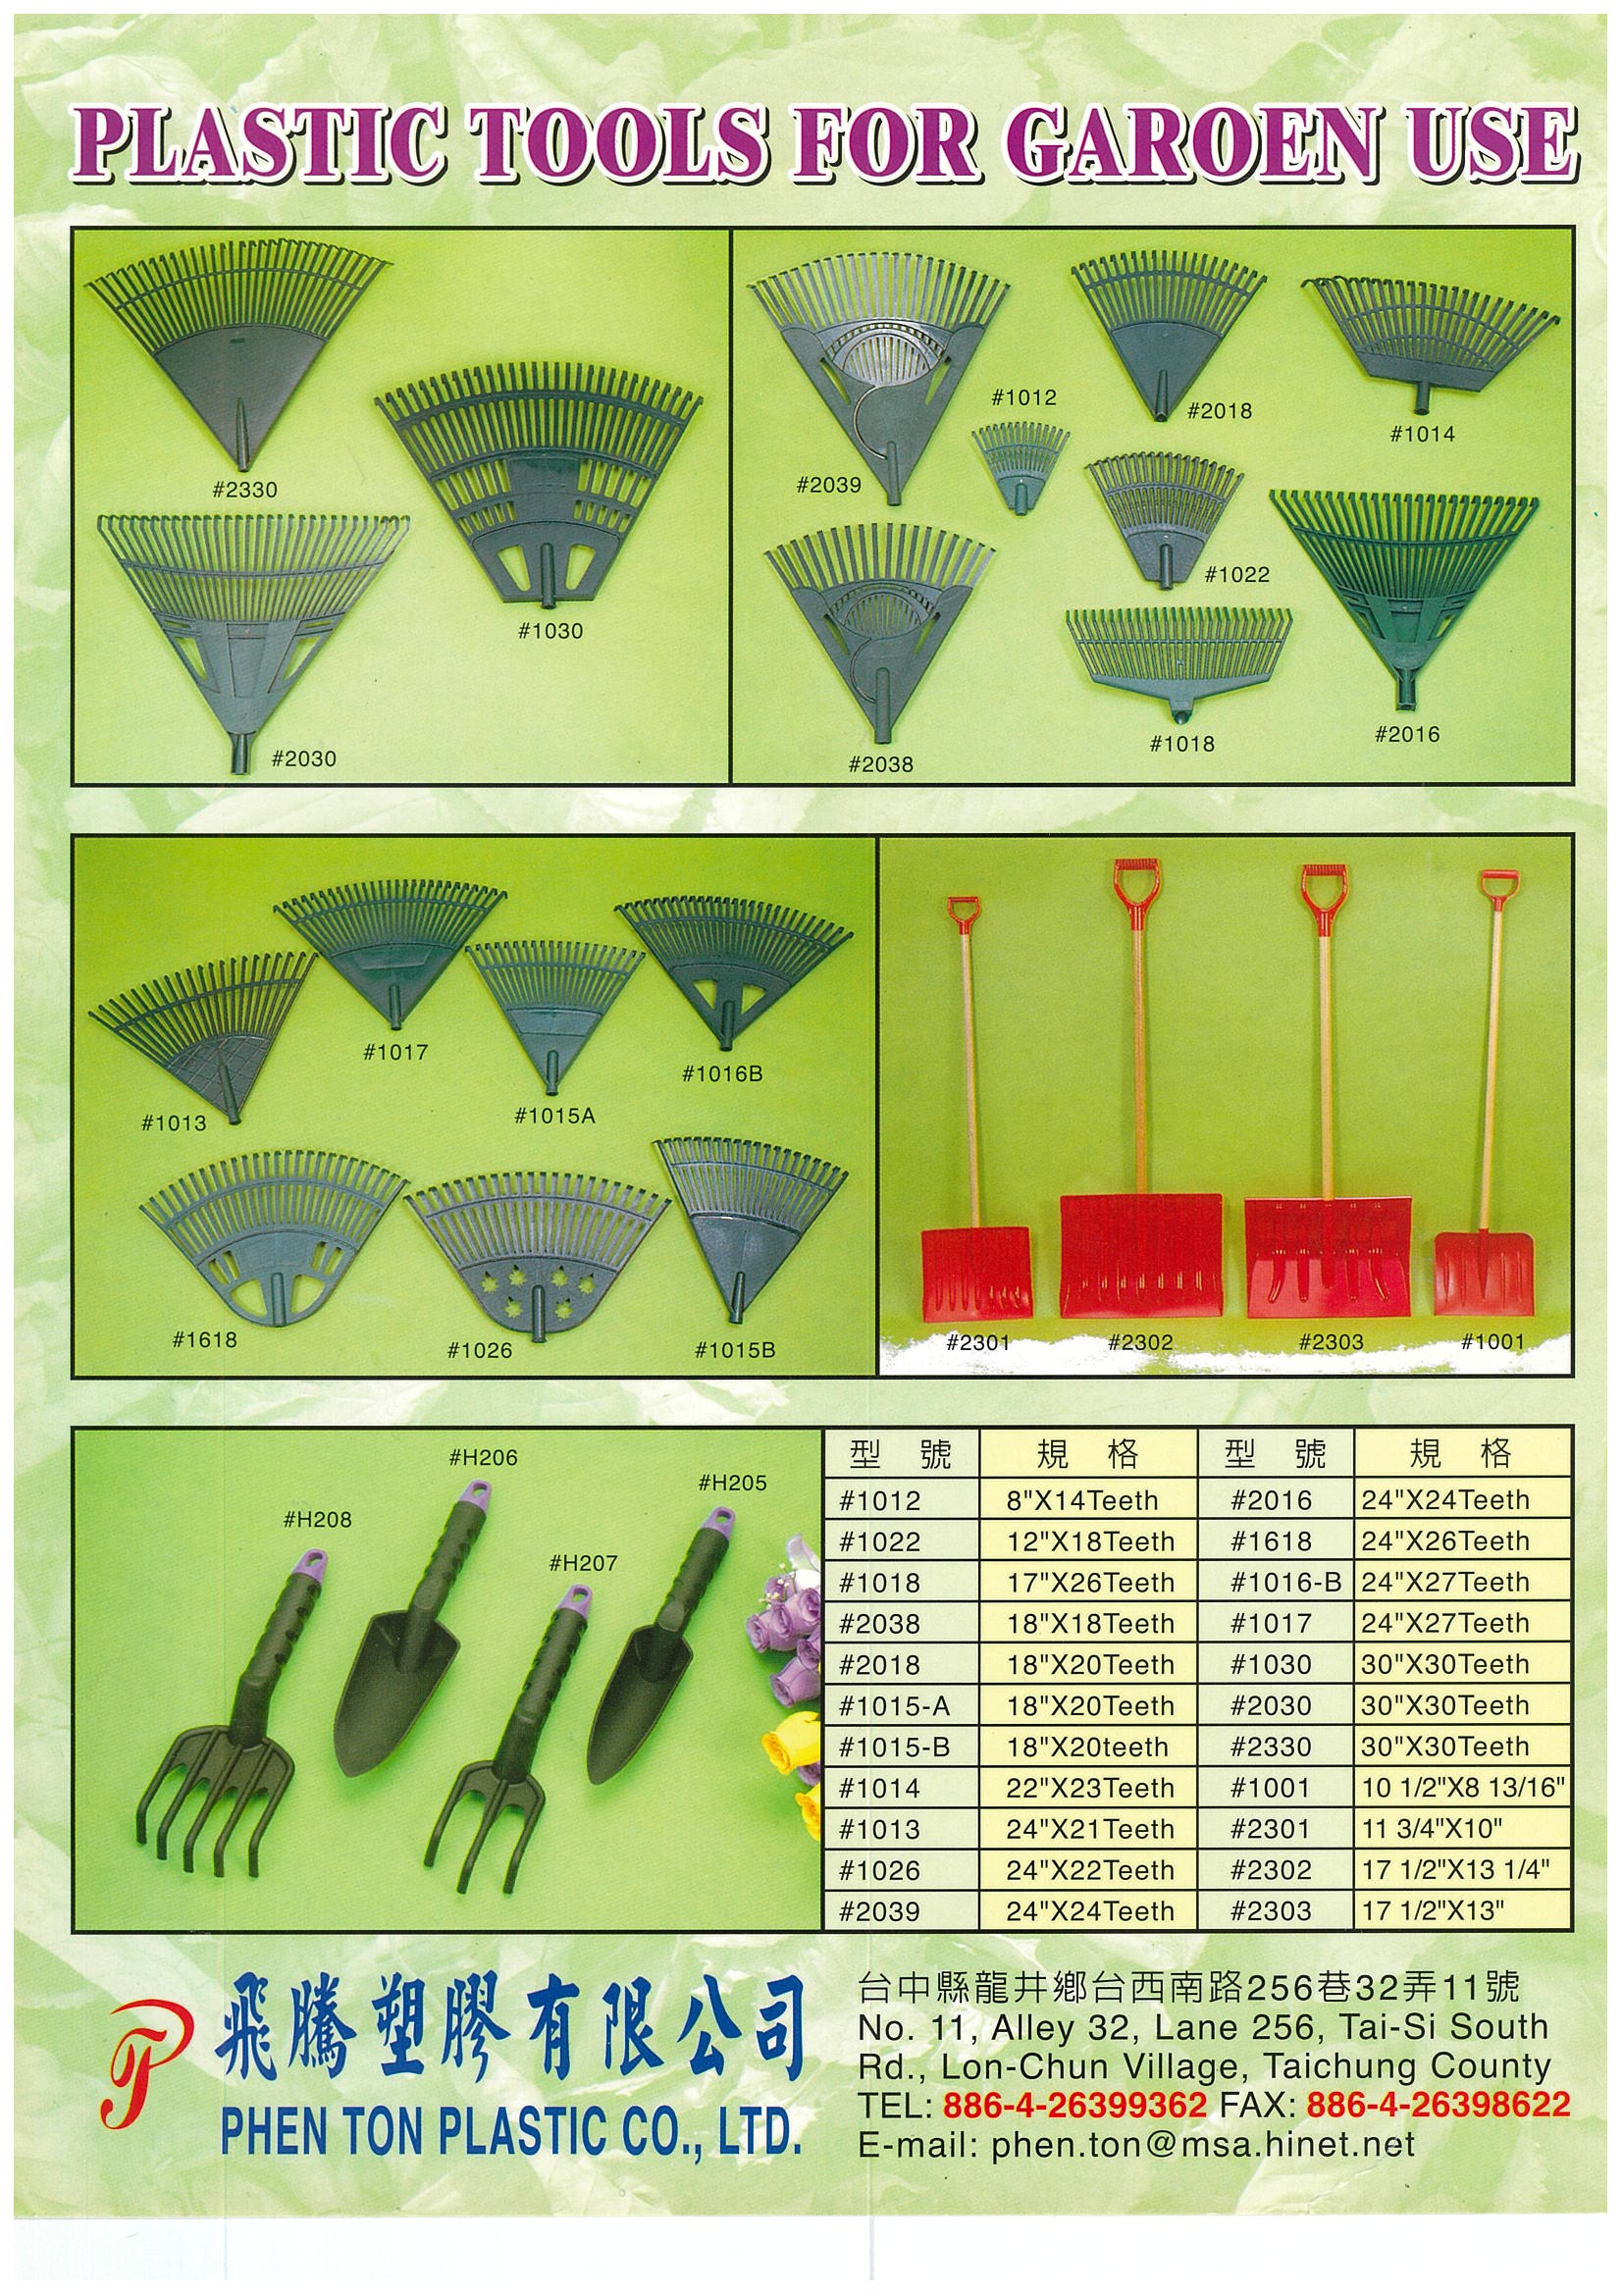 PLASTIC TOOLS FOR GAROEN USE
#2330
#1030
#2030
#2039
#1012
#2018
#1014
#1022
#2038
#1018
#2016
#1013
#1017
#1015A
#1016B
#1618
#1026
#1015B
#2301
#2302
#2303
#1001
#H208
#H206
#H207
#H205
型 號 規 格 型 號 規 格
#1012 8"X14Teeth #2016 24"X24Teeth
#1022 12"X18Teeth #1618 24"X26Teeth
#1018 17"X26Teeth #1016-B 24"X27Teeth
#2038 18"X18Teeth #1017 24"X27Teeth
#2018 18"X20Teeth #1030 30"X30Teeth
#1015-A 18"X20Teeth #2030 30"X30Teeth
#1015-B 18"X20teeth #2330 30"X30Teeth
#1014 22"X23Teeth #1001 10 1/2"X8 13/16"
#1013 24"X21Teeth #2301 11 3/4"X10"
#1026 24"X22Teeth #2302 17 1/2"X13 1/4"
#2039 24"X24Teeth #2303 17 1/2"X13"
飛騰塑膠有限公司
PHEN TON PLASTIC CO., LTD.
台中縣龍井鄉台西南路256巷32弄11號
No. 11, Alley 32, Lane 256, Tai-Si South
Rd., Lon-Chun Village, Taichung County
TEL: 886-4-26399362 FAX: 886-4-26398622
E-mail: phen.ton@msa.hinet.net